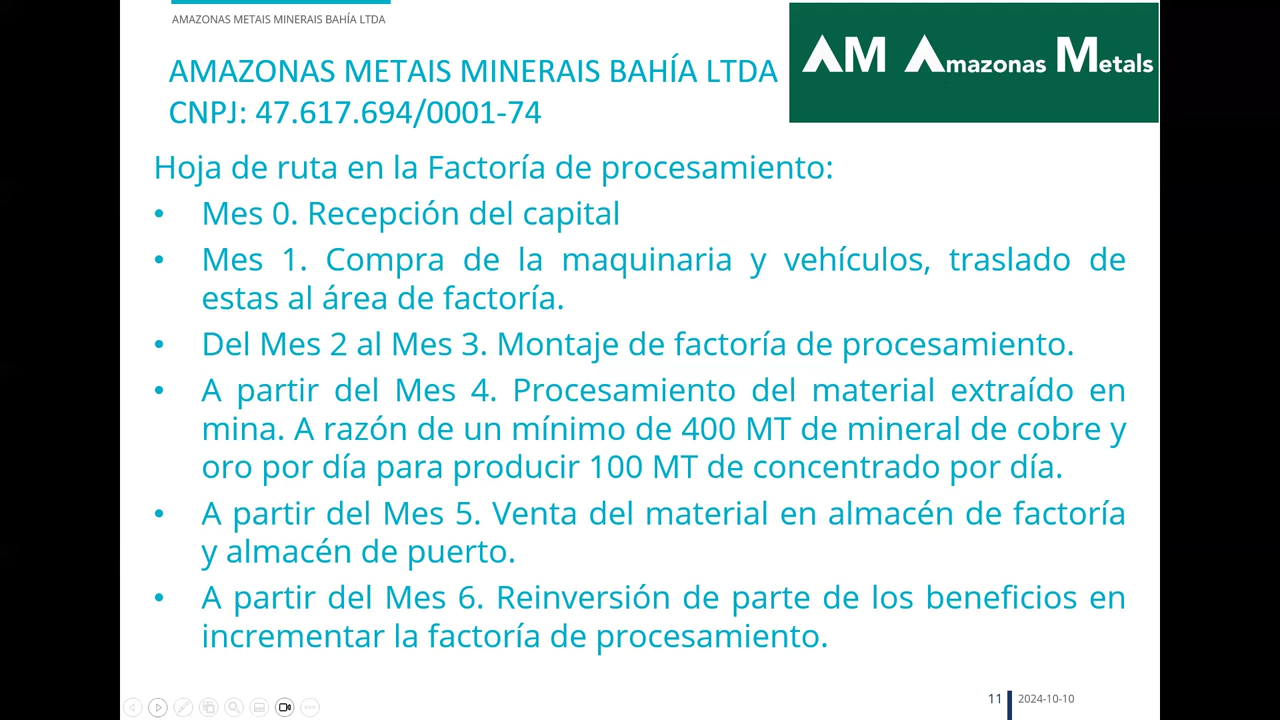 AMAZONAS METAIS MINERAIS BAHÍA LTDA
AM Amazonas Metals
AMAZONAS METAIS MINERAIS BAHÍA LTDA
CNPJ: 47.617.694/0001-74
Hoja de ruta en la Factoría de procesamiento:
• Mes 0. Recepción del capital
• Mes 1. Compra de la maquinaria y vehículos, traslado de
estas al área de factoría.
• Del Mes 2 al Mes 3. Montaje de factoría de procesamiento.
• A partir del Mes 4. Procesamiento del material extraído en
mina. A razón de un mínimo de 400 MT de mineral de cobre y
oro por día para producir 100 MT de concentrado por día.
• A partir del Mes 5. Venta del material en almacén de factoría
y almacén de puerto.
• A partir del Mes 6. Reinversión de parte de los beneficios en
incrementar la factoría de procesamiento.
11 2024-10-10